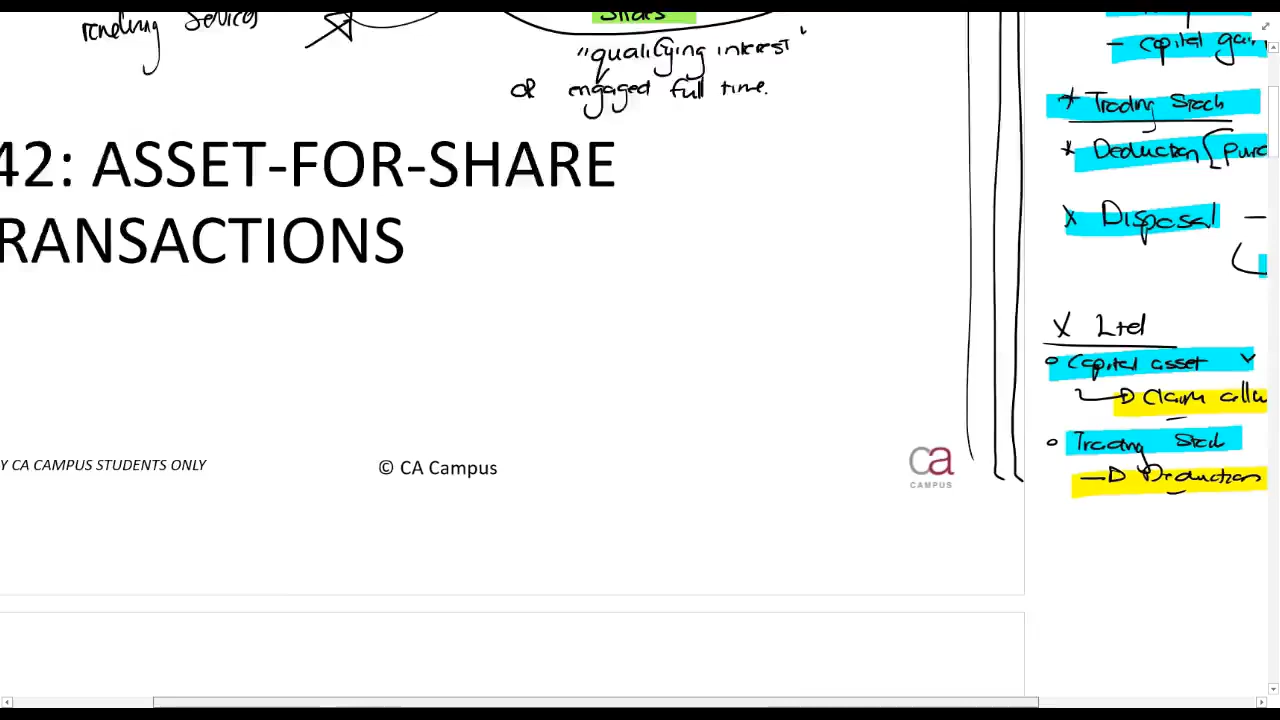 rendering services
shares
"qualifying interest"
or engaged full time.
42: ASSET-FOR-SHARE
RANSACTIONS
Y CA CAMPUS STUDENTS ONLY
© CA Campus
ca
CAMPUS
- capital gai
* Trading Stock
* Deduction [purc
X Disposal -
X Ltd
• Capital asset ✓
↳ Claim allo
• Trading Stock
→ Deduction